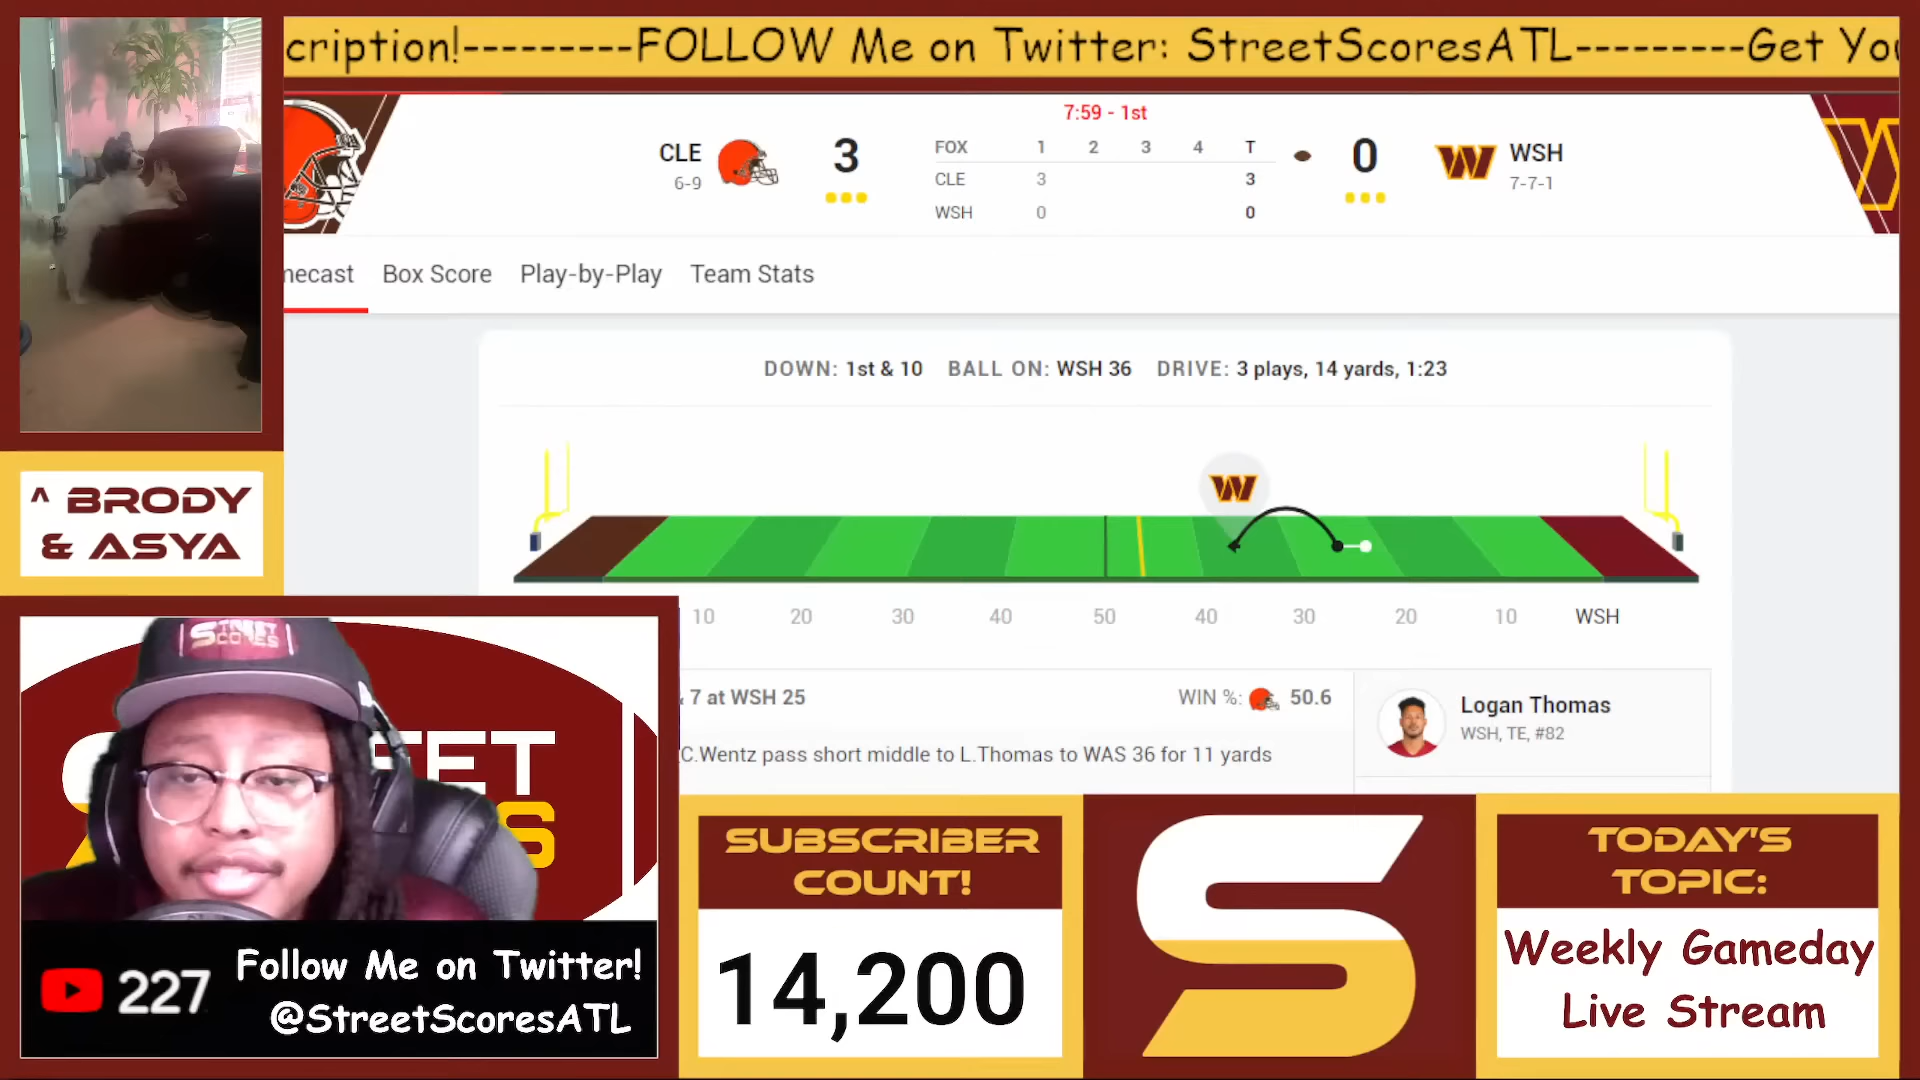 cription!---------FOLLOW Me on Twitter: StreetScoresATL---------Get You
7:59 - 1st
CLE
6-9
3
FOX 1 2 3 4 T
CLE 3 3
WSH 0 0
0
WSH
7-7-1
necast Box Score Play-by-Play Team Stats
DOWN: 1st & 10 BALL ON: WSH 36 DRIVE: 3 plays, 14 yards, 1:23
W
10 20 30 40 50 40 30 20 10 WSH
& 7 at WSH 25 WIN %: 50.6
C.Wentz pass short middle to L.Thomas to WAS 36 for 11 yards
Logan Thomas
WSH, TE, #82
^ BRODY
& ASYA
STREET
SCORES
227
Follow Me on Twitter!
@StreetScoresATL
SUBSCRIBER
COUNT!
14,200
S
TODAY'S
TOPIC:
Weekly Gameday
Live Stream